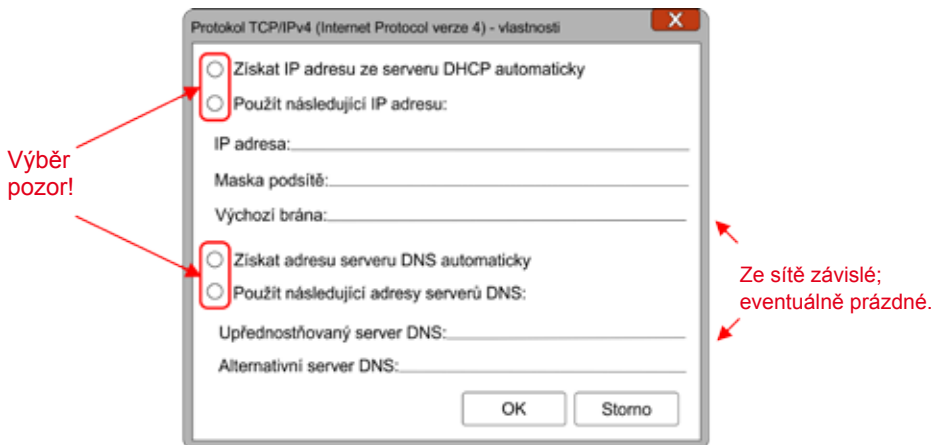 Protokol TCP/IPv4 (Internet Protocol verze 4) - vlastnosti
X
Získat IP adresu ze serveru DHCP automaticky
Použít následující IP adresu:
IP adresa:
Maska podsítě:
Výchozí brána:
Získat adresu serveru DNS automaticky
Použít následující adresy serverů DNS:
Upřednostňovaný server DNS:
Alternativní server DNS:
OK
Storno
Výběr
pozor!
Ze sítě závislé;
eventuálně prázdné.